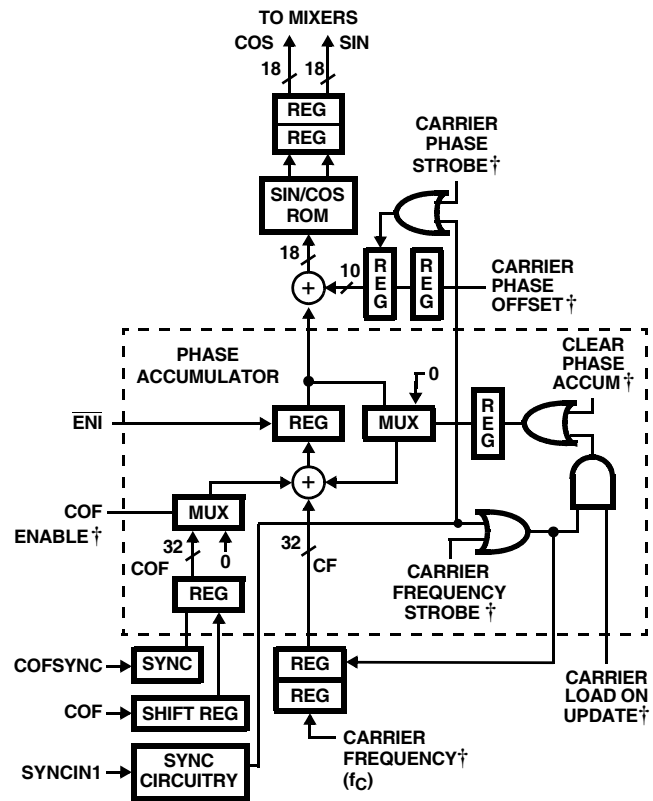 TO MIXERS
COS
SIN
18
18
REG
REG
CARRIER
PHASE
STROBE†
SIN/COS
ROM
18
10
REG
REG
CARRIER
PHASE
OFFSET†
+
PHASE
ACCUMULATOR
0
CLEAR
PHASE
ACCUM†
ENI
REG
MUX
REG
+
COF
ENABLE†
MUX
32
COF
0
32
CF
REG
CARRIER
FREQUENCY
STROBE†
COFSYNC
SYNC
REG
REG
COF
SHIFT REG
CARRIER
LOAD ON
UPDATE†
SYNCIN1
SYNC
CIRCUITRY
CARRIER
FREQUENCY†
(fC)